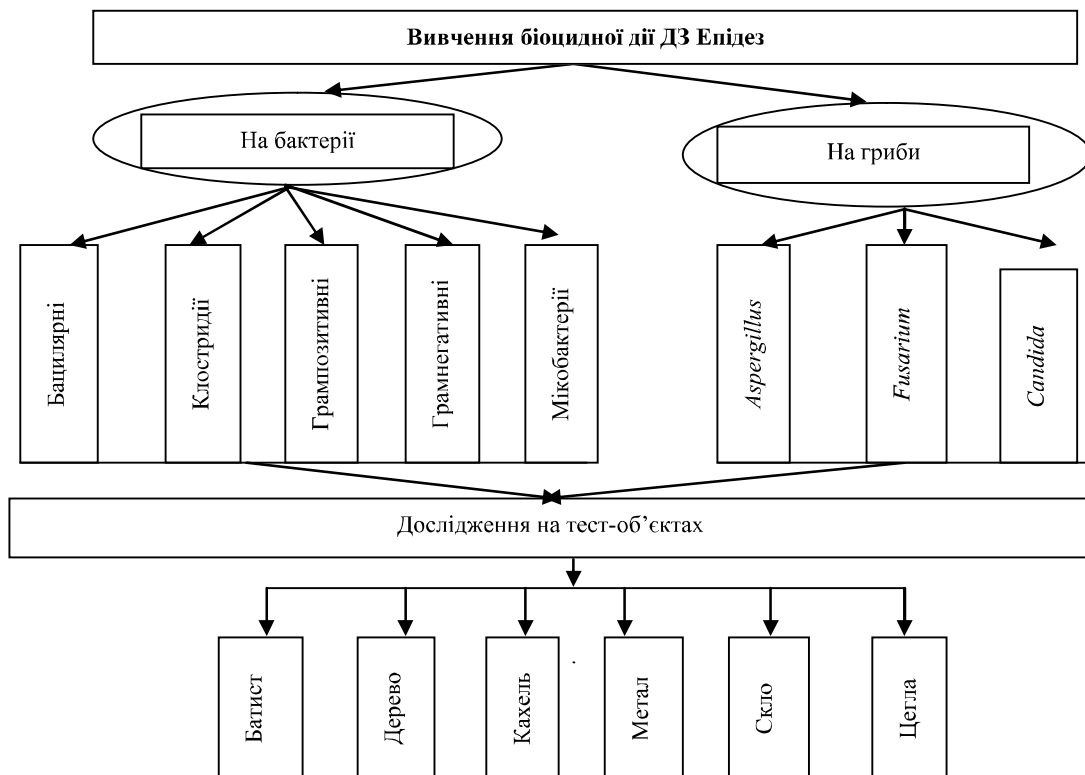 Вивчення біоцидної дії ДЗ Епідез
На бактерії
На гриби
Бацилярні
Клостридії
Грампозитивні
Грамнегативні
Мікобактерії
Aspergillus
Fusarium
Candida
Дослідження на тест-об’єктах
Батист
Дерево
Кахель
Метал
Скло
Цегла